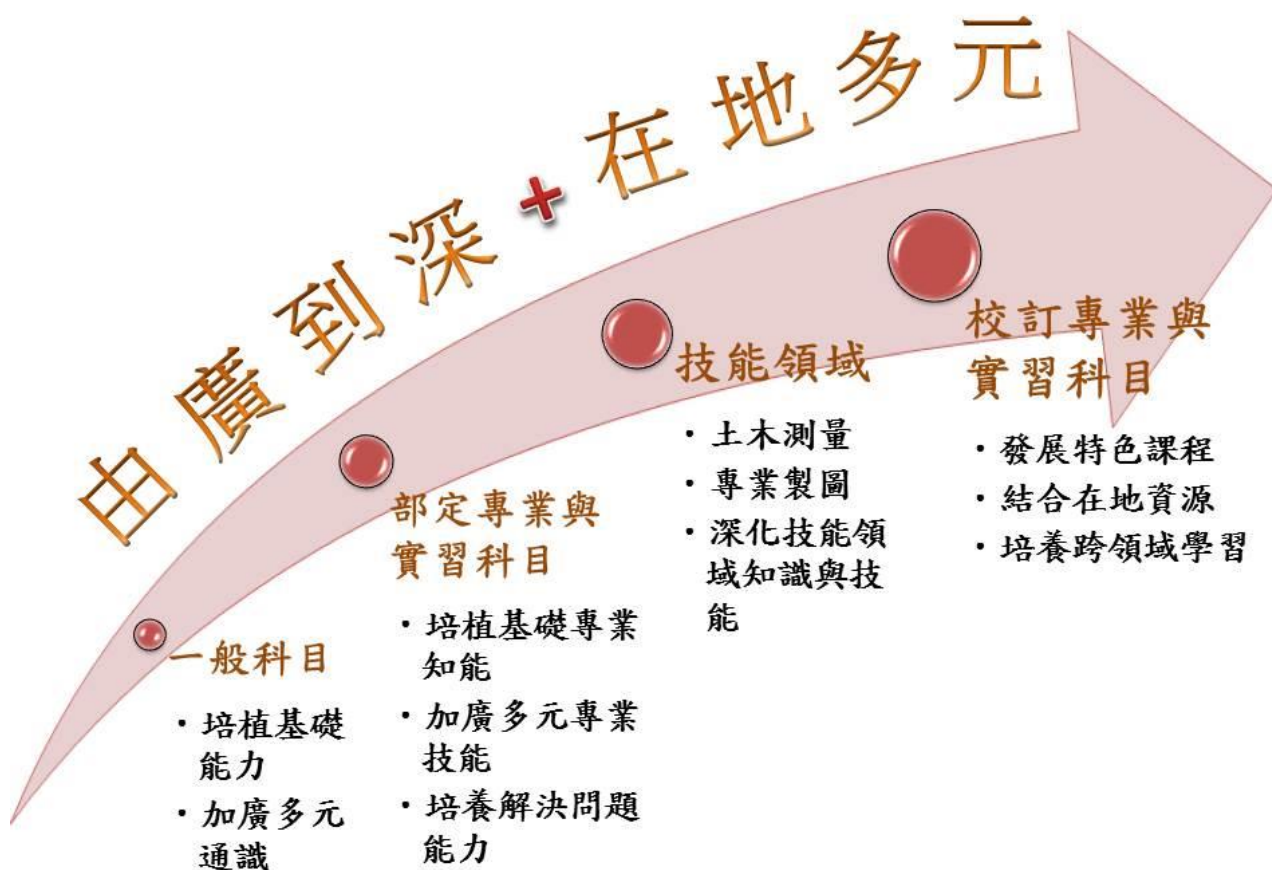 由廣到深+在地多元
一般科目
・培植基礎
能力
・加廣多元
通識
部定專業與
實習科目
・培植基礎專業
知能
・加廣多元專業
技能
・培養解決問題
能力
技能領域
・土木測量
・專業製圖
・深化技能領
域知識與技
能
校訂專業與
實習科目
・發展特色課程
・結合在地資源
・培養跨領域學習